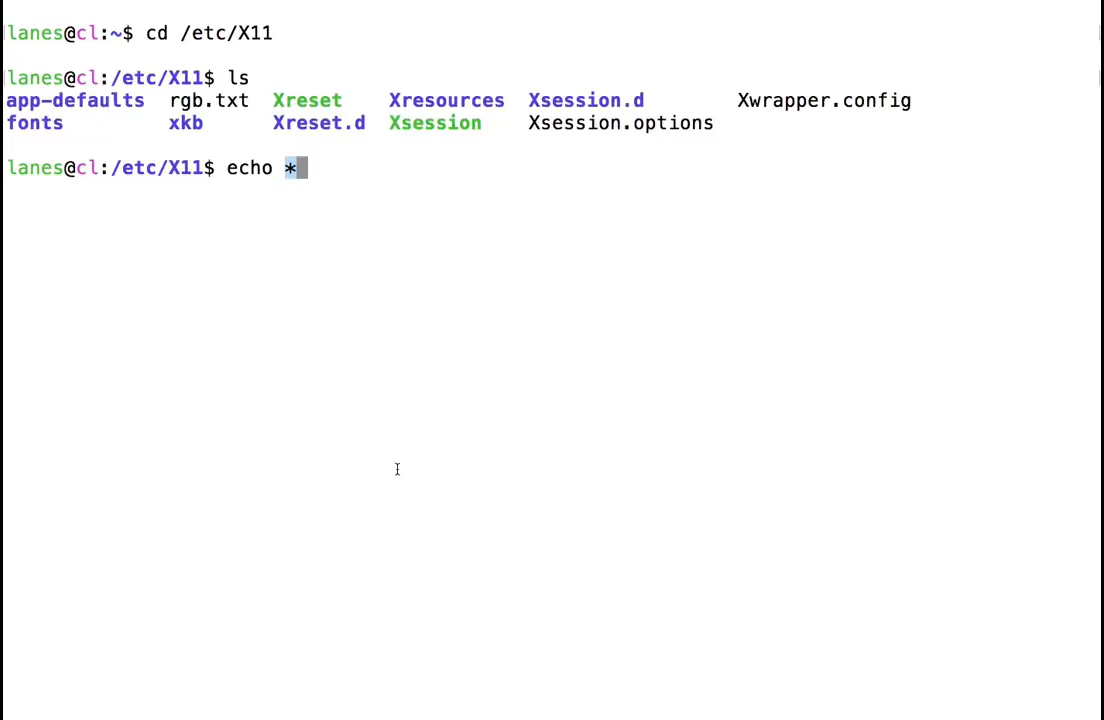 lanes@cl:~$ cd /etc/X11
lanes@cl:/etc/X11$ ls
app-defaults rgb.txt Xreset Xresources Xsession.d Xwrapper.config
fonts xkb Xreset.d Xsession Xsession.options
lanes@cl:/etc/X11$ echo *